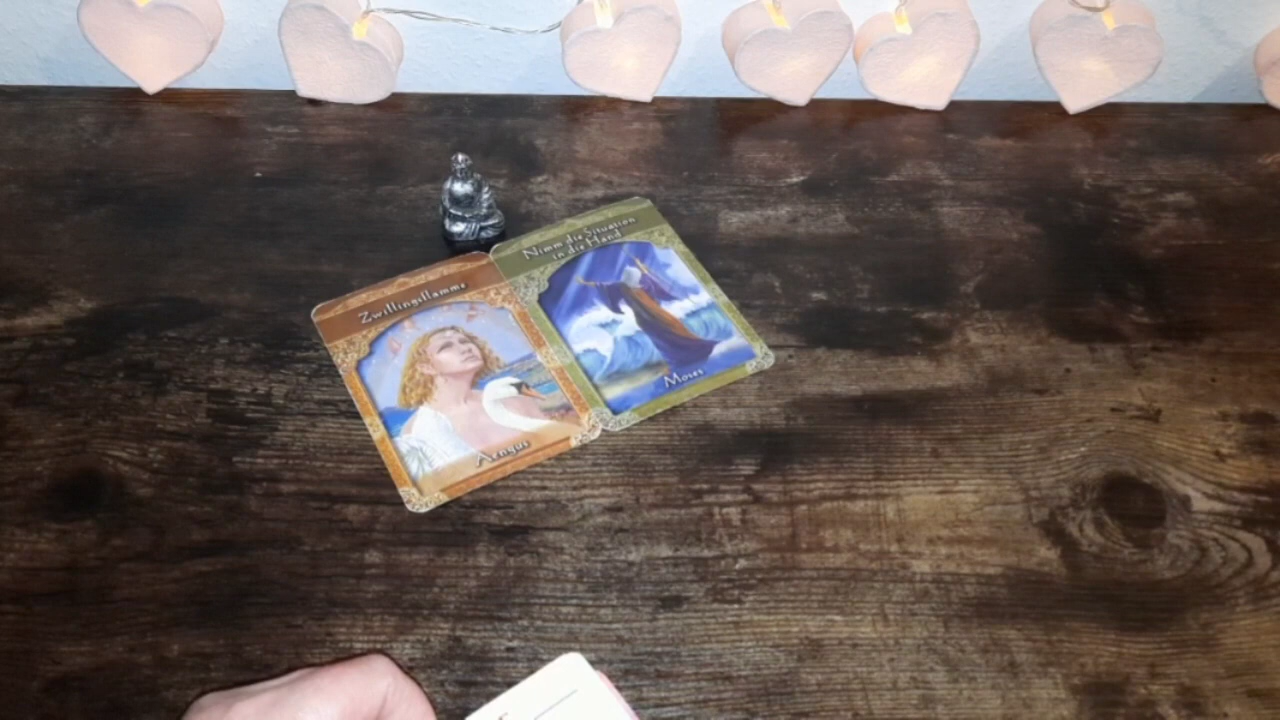 Zwillingsflamme
Aengus
Nimm die Situation
in die Hand
Moses